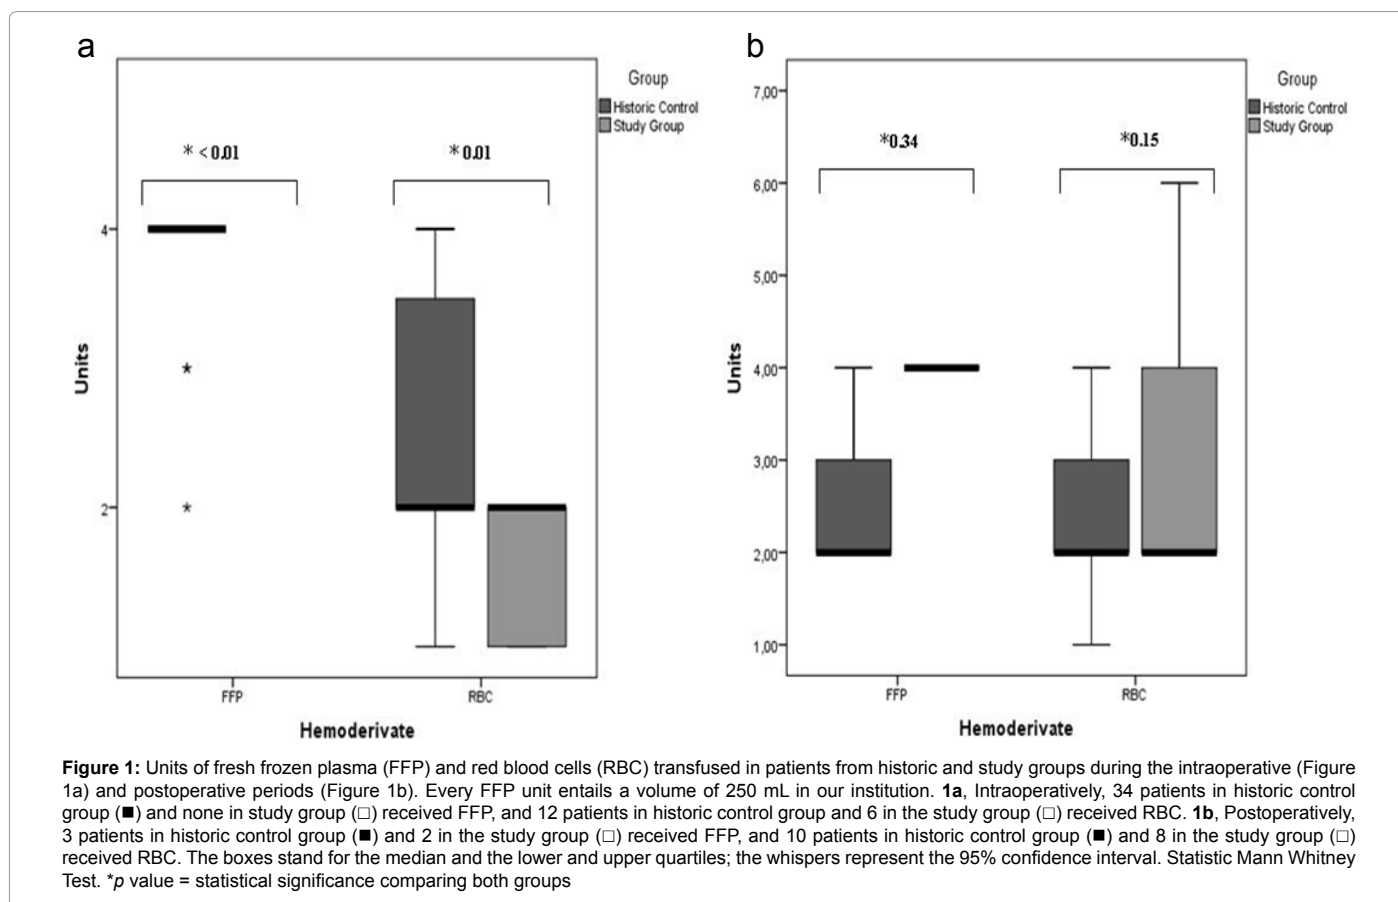 a
Group
Historic Control
Study Group
* < 0.01
* 0.01
4
2
Units
FFP
RBC
Hemoderivate
b
Group
Historic Control
Study Group
7,00
*0.34
*0.15
6,00
5,00
4,00
3,00
2,00
1,00
Units
FFP
RBC
Hemoderivate
Figure 1: Units of fresh frozen plasma (FFP) and red blood cells (RBC) transfused in patients from historic and study groups during the intraoperative (Figure
1a) and postoperative periods (Figure 1b). Every FFP unit entails a volume of 250 mL in our institution. 1a, Intraoperatively, 34 patients in historic control
group (■) and none in study group (□) received FFP, and 12 patients in historic control group and 6 in the study group (□) received RBC. 1b, Postoperatively,
3 patients in historic control group (■) and 2 in the study group (□) received FFP, and 10 patients in historic control group (■) and 8 in the study group (□)
received RBC. The boxes stand for the median and the lower and upper quartiles; the whispers represent the 95% confidence interval. Statistic Mann Whitney
Test. *p value = statistical significance comparing both groups